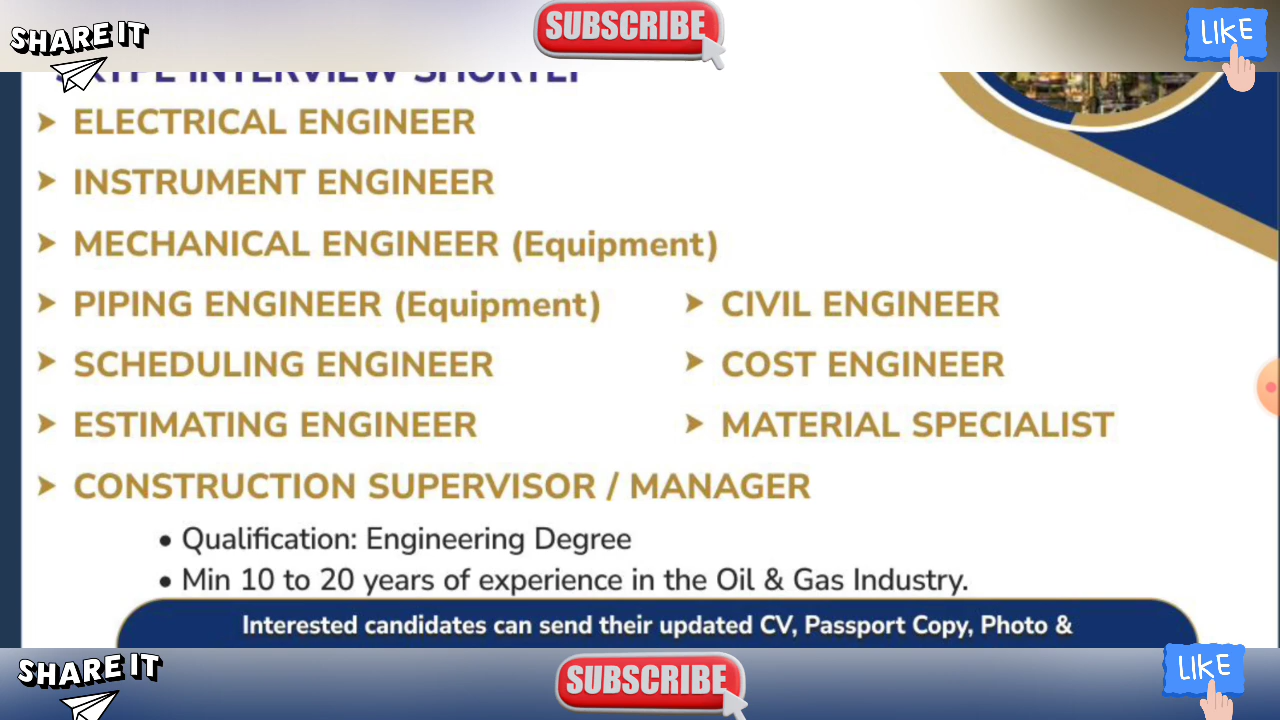 SHARE IT
SUBSCRIBE
LIKE
INTERVIEW SHORTLY
➤ ELECTRICAL ENGINEER
➤ INSTRUMENT ENGINEER
➤ MECHANICAL ENGINEER (Equipment)
➤ PIPING ENGINEER (Equipment)
➤ CIVIL ENGINEER
➤ SCHEDULING ENGINEER
➤ COST ENGINEER
➤ ESTIMATING ENGINEER
➤ MATERIAL SPECIALIST
➤ CONSTRUCTION SUPERVISOR / MANAGER
• Qualification: Engineering Degree
• Min 10 to 20 years of experience in the Oil & Gas Industry.
Interested candidates can send their updated CV, Passport Copy, Photo &
SHARE IT
SUBSCRIBE
LIKE